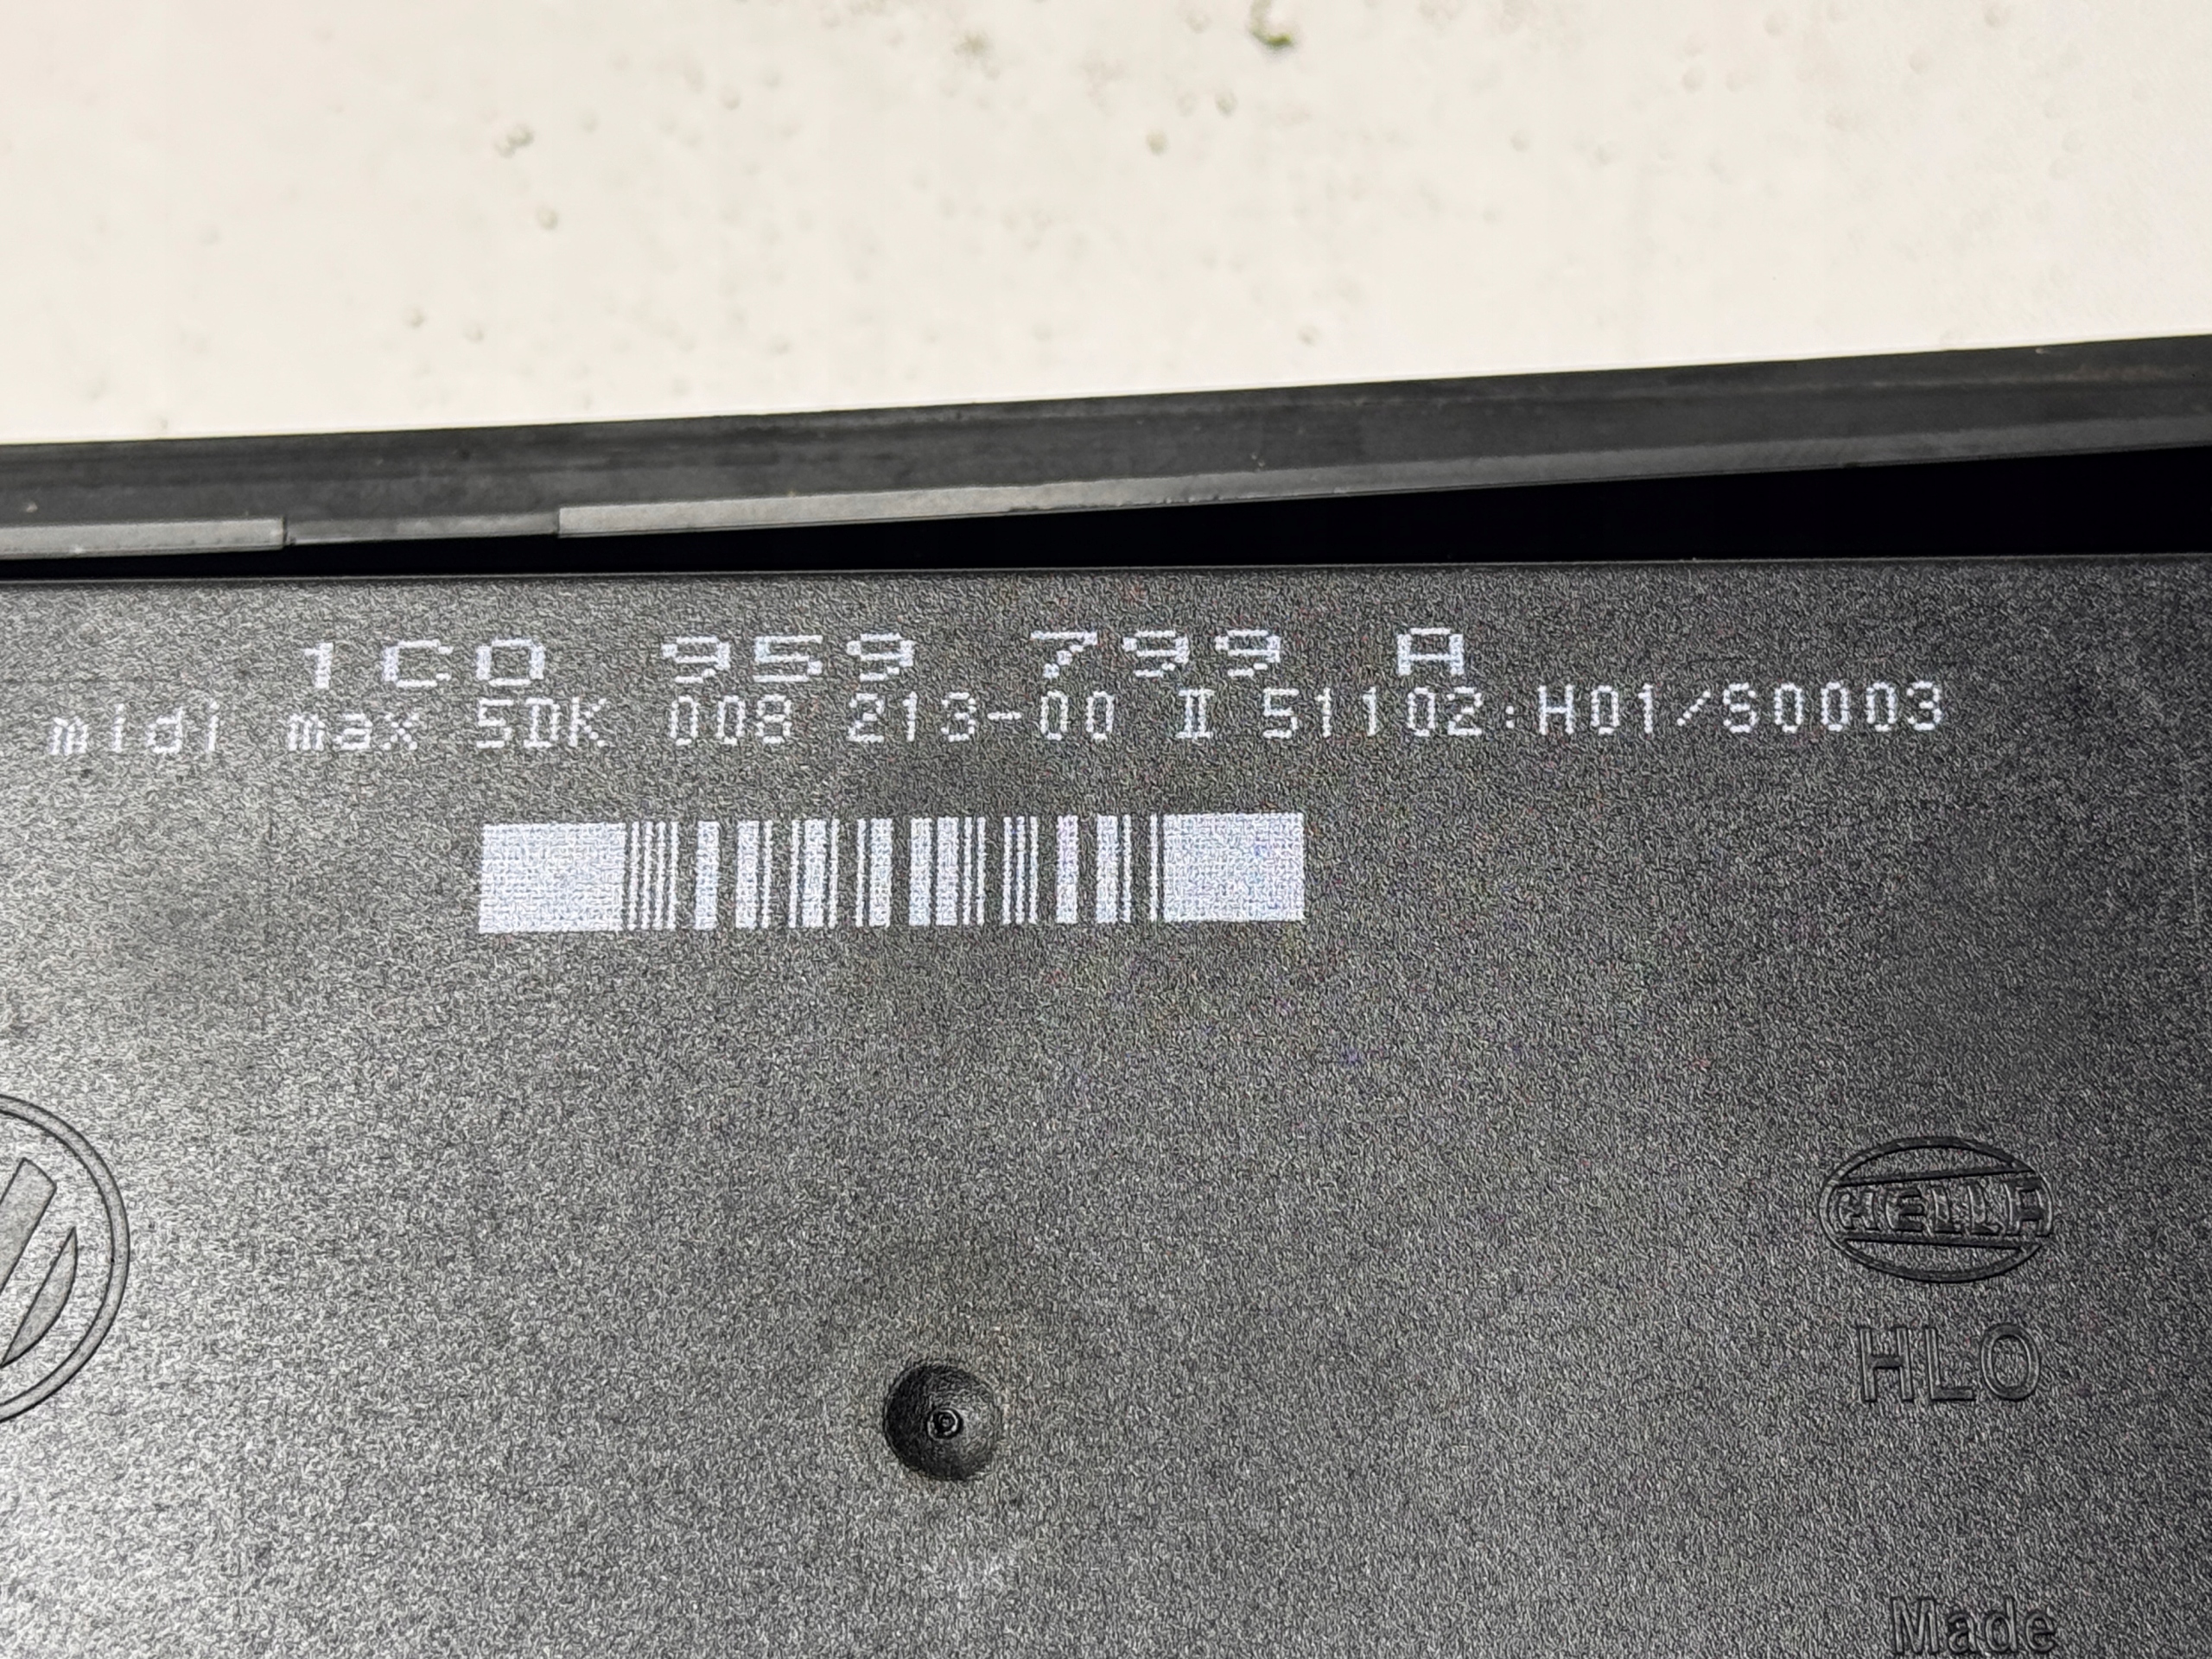 1C0 959 799 A
midi max 5DK 008 213-00 II 51102:H01/S0003
HELLA
HLO
Made